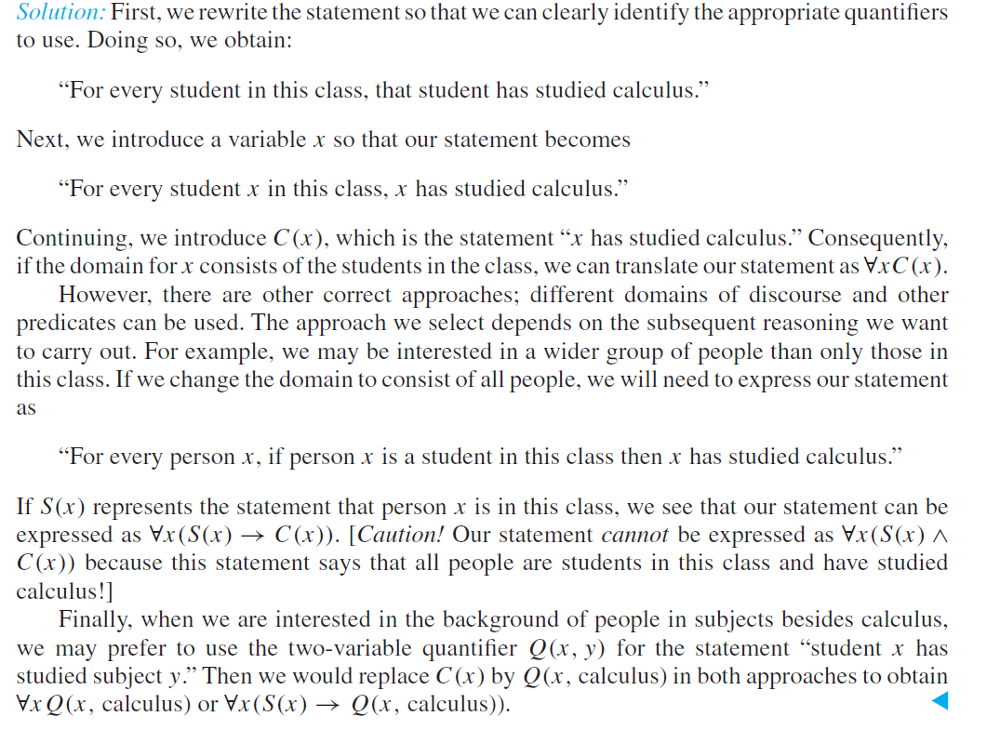 Solution: First, we rewrite the statement so that we can clearly identify the appropriate quantifiers
to use. Doing so, we obtain:
“For every student in this class, that student has studied calculus.”
Next, we introduce a variable x so that our statement becomes
“For every student x in this class, x has studied calculus.”
Continuing, we introduce C(x), which is the statement “x has studied calculus.” Consequently,
if the domain for x consists of the students in the class, we can translate our statement as ∀xC(x).
However, there are other correct approaches; different domains of discourse and other
predicates can be used. The approach we select depends on the subsequent reasoning we want
to carry out. For example, we may be interested in a wider group of people than only those in
this class. If we change the domain to consist of all people, we will need to express our statement
as
“For every person x, if person x is a student in this class then x has studied calculus.”
If S(x) represents the statement that person x is in this class, we see that our statement can be
expressed as ∀x(S(x) → C(x)). [Caution! Our statement cannot be expressed as ∀x(S(x) ∧
C(x)) because this statement says that all people are students in this class and have studied
calculus!]
Finally, when we are interested in the background of people in subjects besides calculus,
we may prefer to use the two-variable quantifier Q(x, y) for the statement “student x has
studied subject y.” Then we would replace C(x) by Q(x, calculus) in both approaches to obtain
∀xQ(x, calculus) or ∀x(S(x) → Q(x, calculus)).